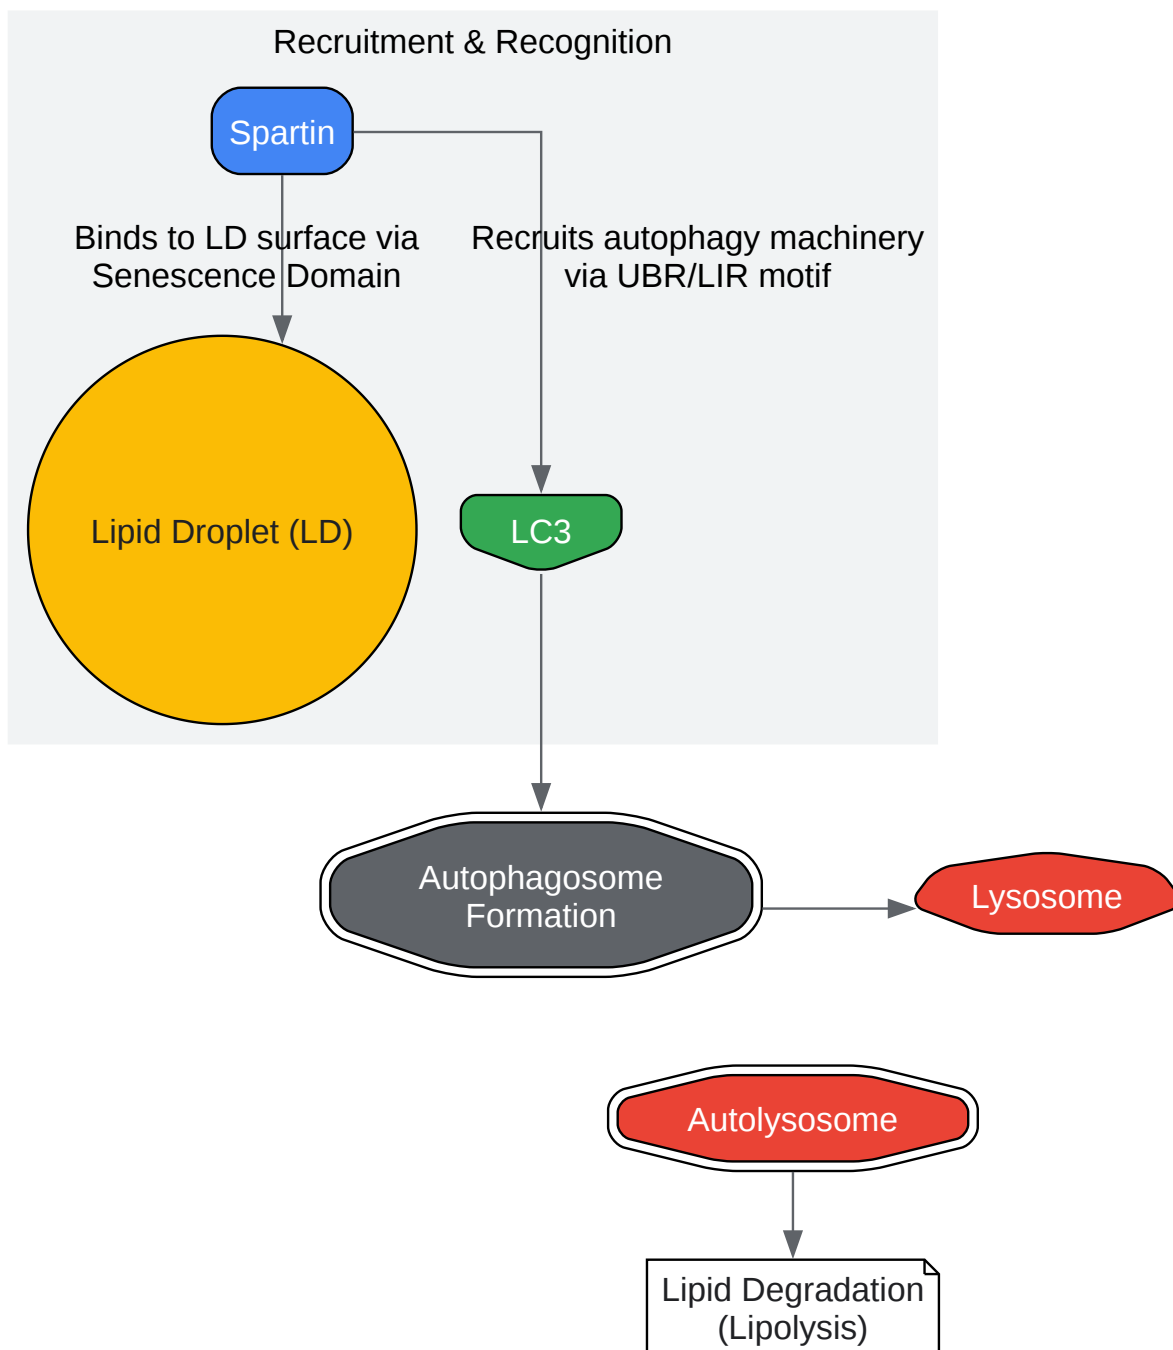 Recruitment & Recognition
Spartin
Binds to LD surface via
Senescence Domain
Recruits autophagy machinery
via UBR/LIR motif
Lipid Droplet (LD)
LC3
Autophagosome
Formation
Lysosome
Autolysosome
Lipid Degradation
(Lipolysis)